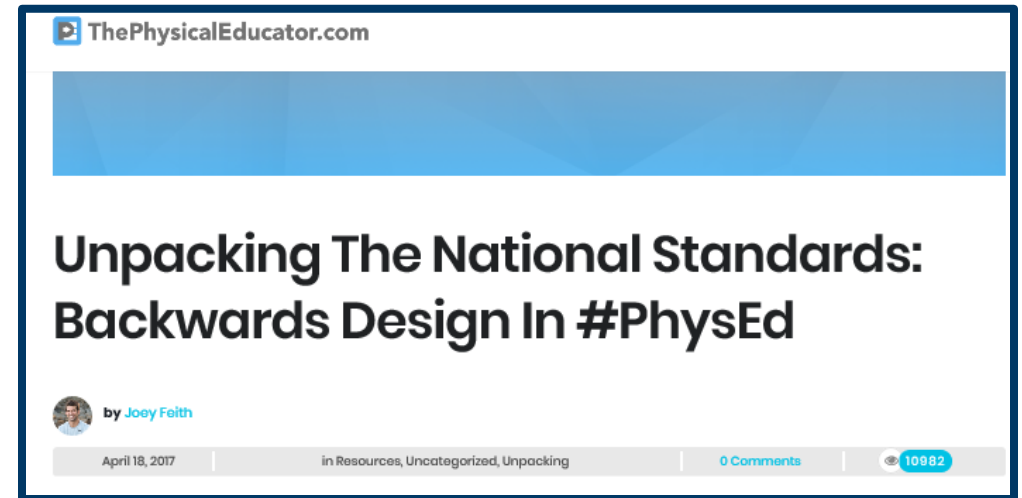 ThePhysicalEducator.com
Unpacking The National Standards:
Backwards Design In #PhysEd
by Joey Feith
April 18, 2017 in Resources, Uncategorized, Unpacking 0 Comments 10982